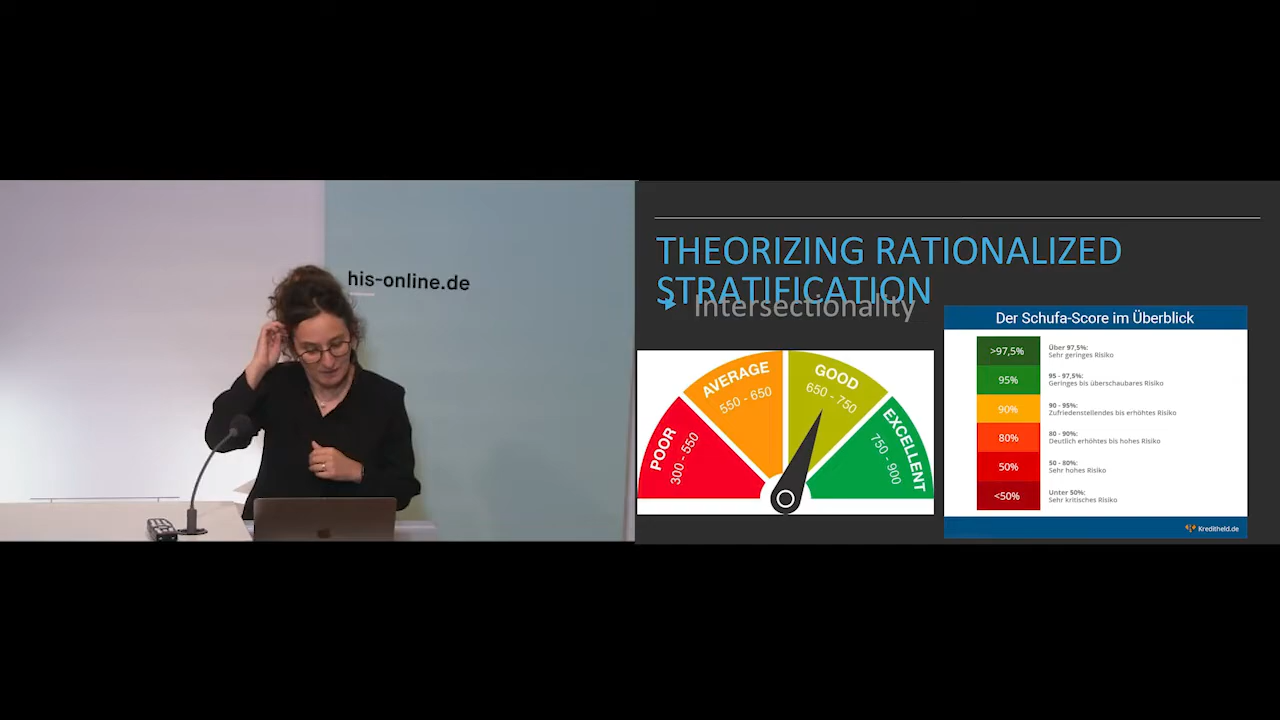 his-online.de
THEORIZING RATIONALIZED
STRATIFICATION
Intersectionality
POOR
300 - 550
AVERAGE
550 - 650
GOOD
650 - 750
EXCELLENT
750 - 900
Der Schufa-Score im Überblick
>97,5%
Über 97,5%:
Sehr geringes Risiko
95%
95 - 97,5%:
Geringes bis überschaubares Risiko
90%
90 - 95%:
Zufriedenstellendes bis erhöhtes Risiko
80%
80 - 90%:
Deutlich erhöhtes bis hohes Risiko
50%
50 - 80%:
Sehr hohes Risiko
<50%
Unter 50%:
Sehr kritisches Risiko
Kreditheld.de